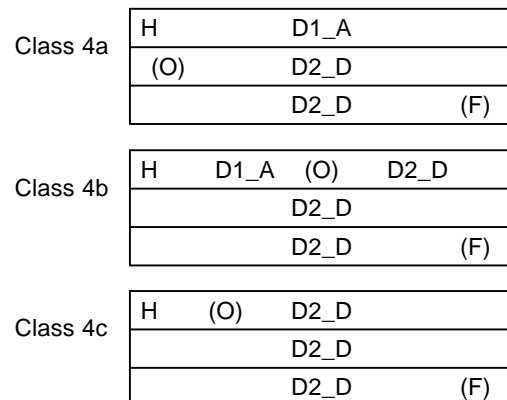 H D1_A
Class 4a
(O) D2_D
D2_D (F)
H D1_A (O) D2_D
Class 4b
D2_D
D2_D (F)
H (O) D2_D
Class 4c
D2_D
D2_D (F)